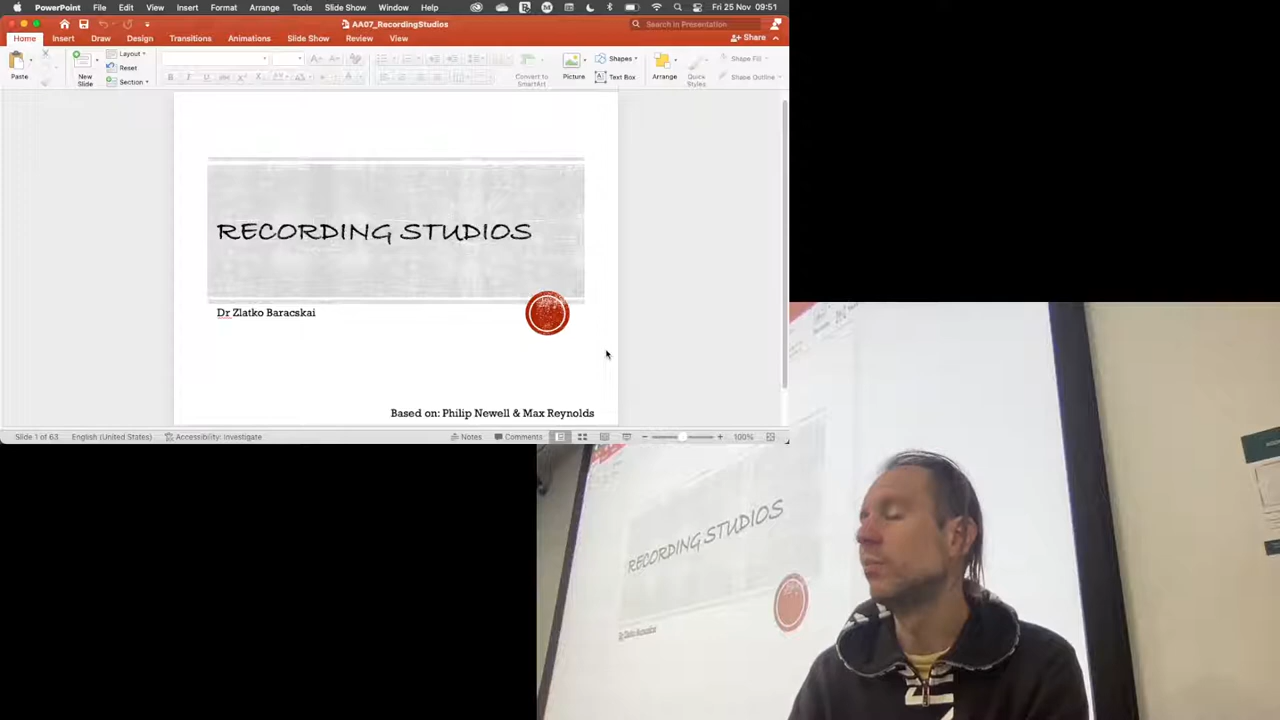 PowerPoint File Edit View Insert Format Arrange Tools Slide Show Window Help Fri 25 Nov 09:51
AA07_RecordingStudios
Search in Presentation
Home Insert Draw Design Transitions Animations Slide Show Review View
Share
Paste
New Slide
Layout
Reset
Section
Convert to SmartArt
Picture
Shapes
Text Box
Arrange
Quick Styles
Shape Fill
Shape Outline
RECORDING STUDIOS
Dr Zlatko Baracskai
Based on: Philip Newell & Max Reynolds
Slide 1 of 63 English (United States) Accessibility: Investigate Notes Comments 100%
RECORDING STUDIOS
Dr Zlatko Baracskai